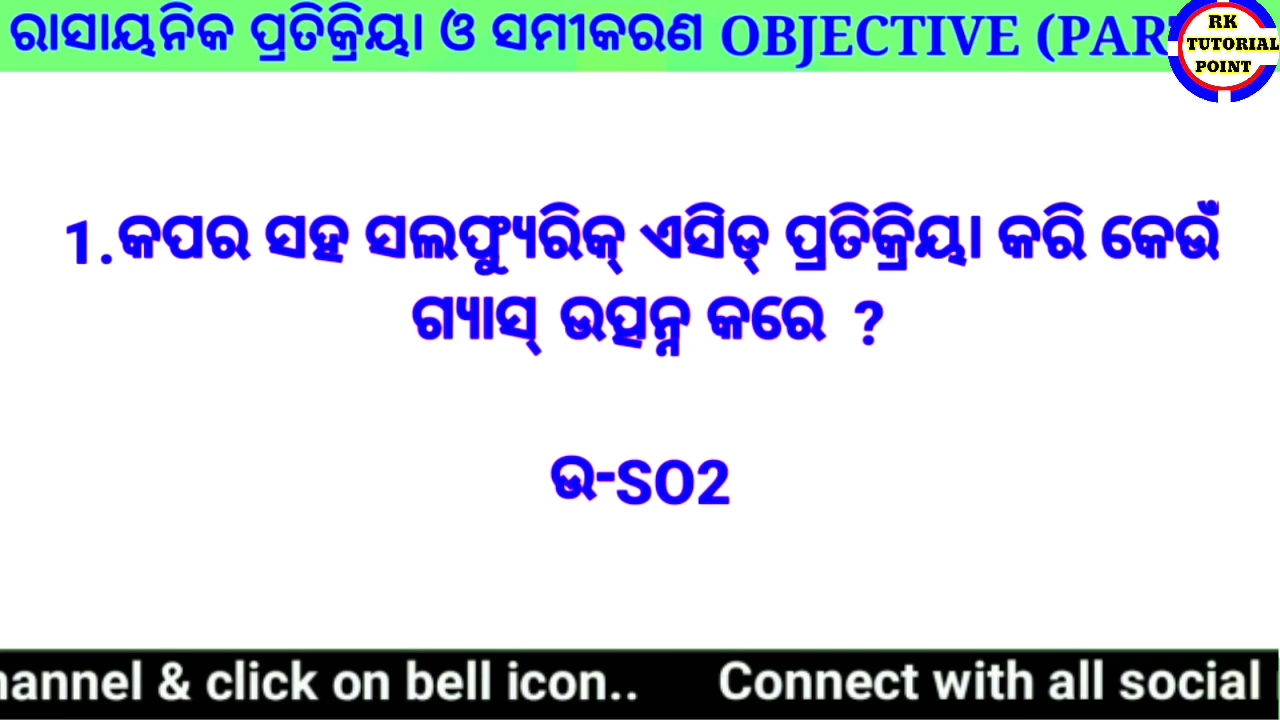 ରାସାୟନିକ ପ୍ରତିକ୍ରିୟା ଓ ସମୀକରଣ OBJECTIVE (PAR
RK
TUTORIAL
POINT
1.କପର ସହ ସଲଫ୍ୟୁରିକ୍ ଏସିଡ୍ ପ୍ରତିକ୍ରିୟା କରି କେଉଁ
ଗ୍ୟାସ୍ ଉତ୍ପନ୍ନ କରେ ?
ଉ-SO2
hannel & click on bell icon.. Connect with all social